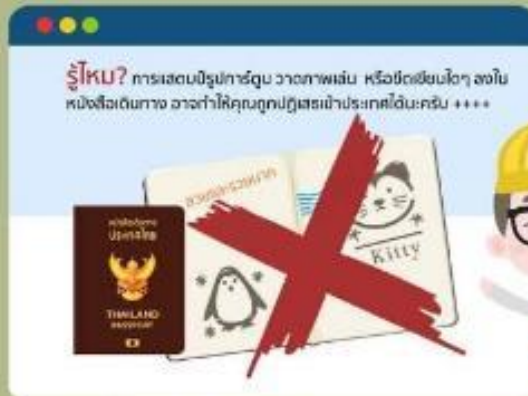 รู้ไหม? การแสตมป์รูปการ์ตูน วาดภาพเล่น หรือขีดเขียนใดๆ ลงใน
หนังสือเดินทาง อาจทำให้คุณถูกปฏิเสธเข้าประเทศได้นะครับ ++++
Kitty
หนังสือเดินทาง
ประเทศไทย
THAILAND
PASSPORT